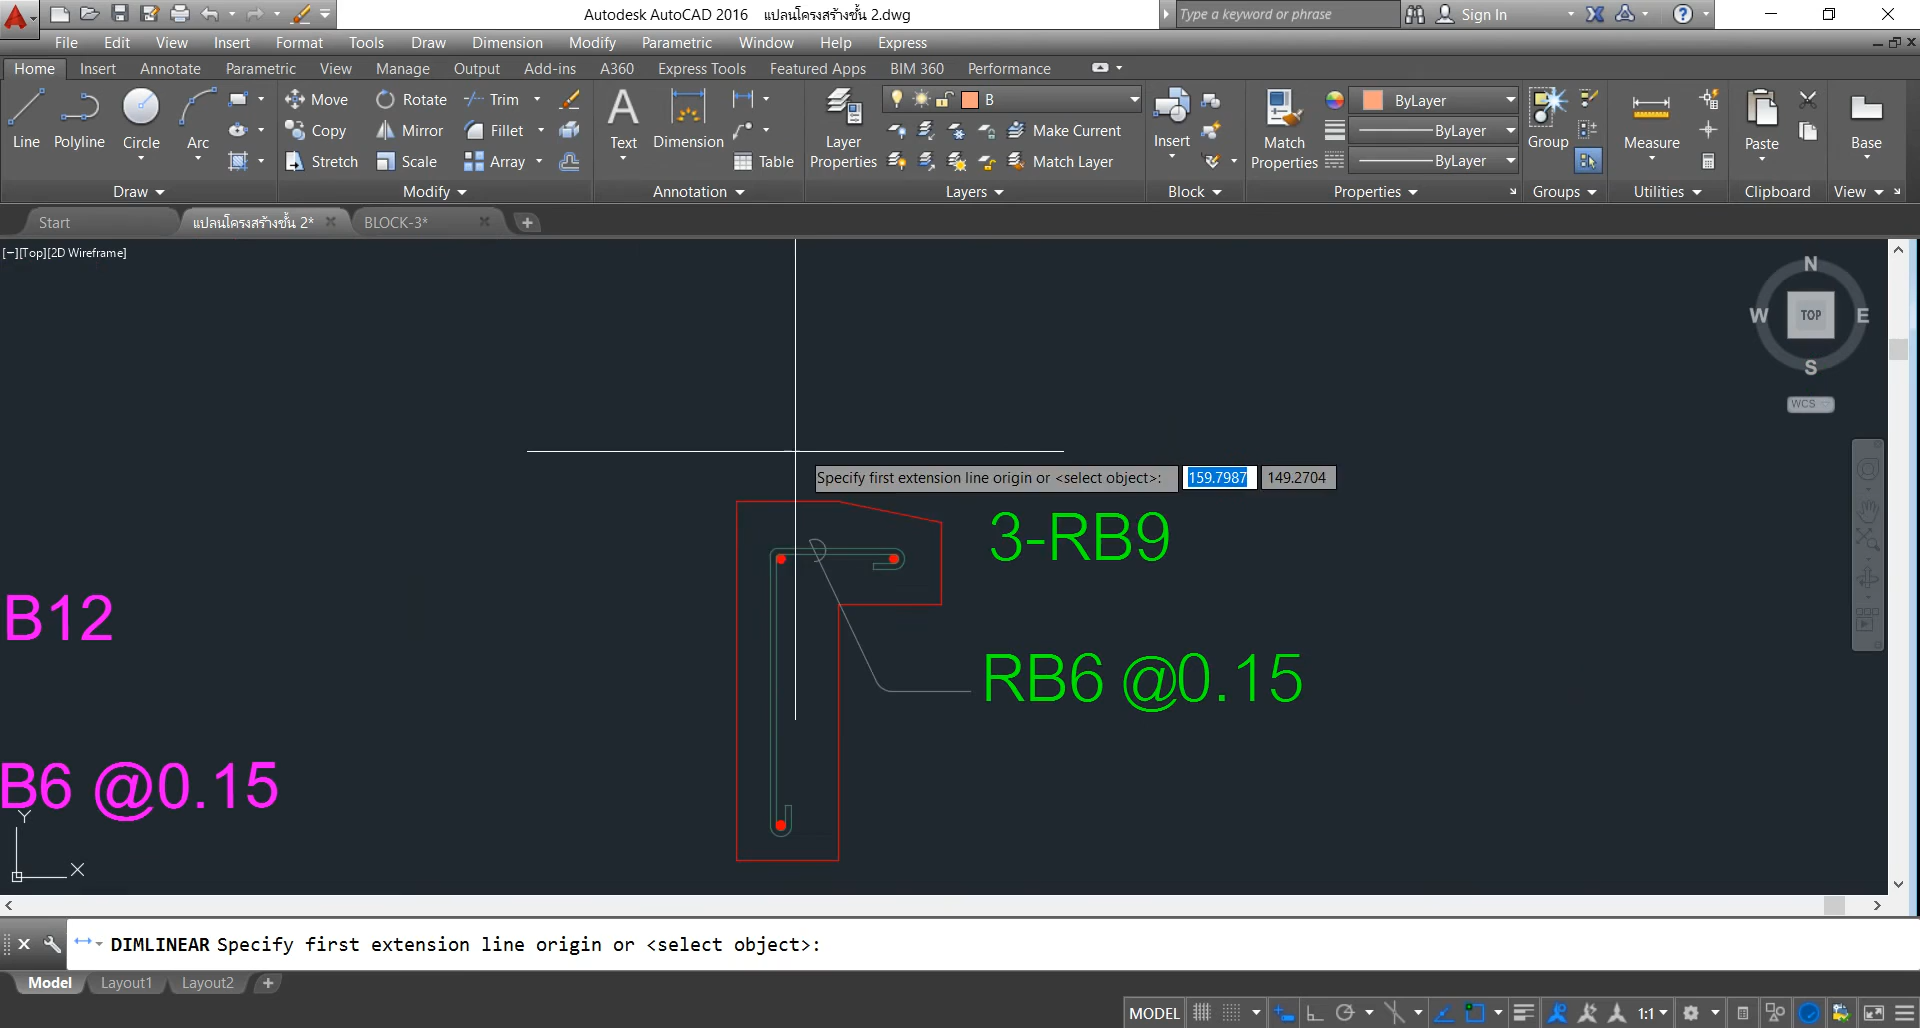 Autodesk AutoCAD 2016 แปลนโครงสร้างชั้น 2.dwg
Type a keyword or phrase
Sign In
File Edit View Insert Format Tools Draw Dimension Modify Parametric Window Help Express
Home Insert Annotate Parametric View Manage Output Add-ins A360 Express Tools Featured Apps BIM 360 Performance
Line Polyline Circle Arc
Move Rotate Trim
Copy Mirror Fillet
Stretch Scale Array
Text Dimension Table
Layer Properties
B
Make Current
Match Layer
Insert
Match Properties
ByLayer
ByLayer
ByLayer
Group Measure Paste Base
Draw Modify Annotation Layers Block Properties Groups Utilities Clipboard View
Start แปลนโครงสร้างชั้น 2* BLOCK-3*
[−][Top][2D Wireframe]
N
W TOP E
S
WCS
Specify first extension line origin or <select object>: 159.7987 149.2704
3-RB9
B12
RB6 @0.15
B6 @0.15
Y
X
DIMLINEAR Specify first extension line origin or <select object>:
Model Layout1 Layout2
MODEL 1:1